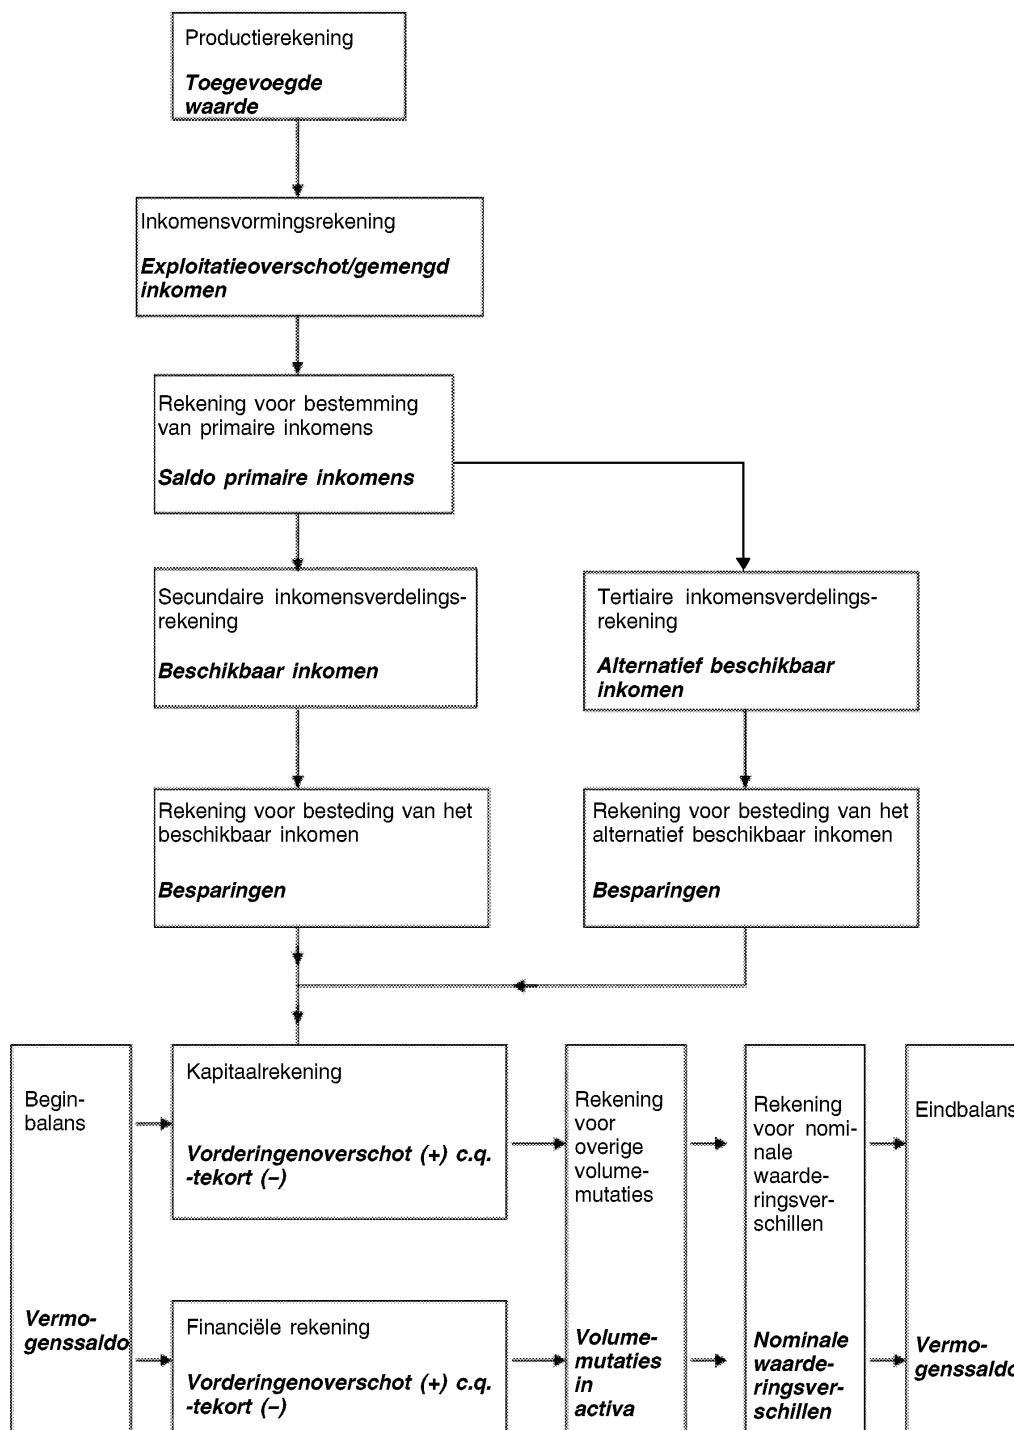 Productierekening
Toegevoegde
waarde
Inkomensvormingsrekening
Exploitatieoverschot/gemengd
inkomen
Rekening voor bestemming
van primaire inkomens
Saldo primaire inkomens
Secundaire inkomensverdelings-
rekening
Beschikbaar inkomen
Tertiaire inkomensverdelings-
rekening
Alternatief beschikbaar
inkomen
Rekening voor besteding van het
beschikbaar inkomen
Besparingen
Rekening voor besteding van het
alternatief beschikbaar inkomen
Besparingen
Begin-
balans
Vermo-
genssaldo
Kapitaalrekening
Vorderingenoverschot (+) c.q.
-tekort (–)
Financiële rekening
Vorderingenoverschot (+) c.q.
-tekort (–)
Rekening
voor
overige
volume-
mutaties
Volume-
mutaties
in
activa
Rekening
voor nomi-
nale
waarde-
ringsver-
schillen
Nominale
waarde-
ringsver-
schillen
Eindbalans
Vermo-
genssaldo